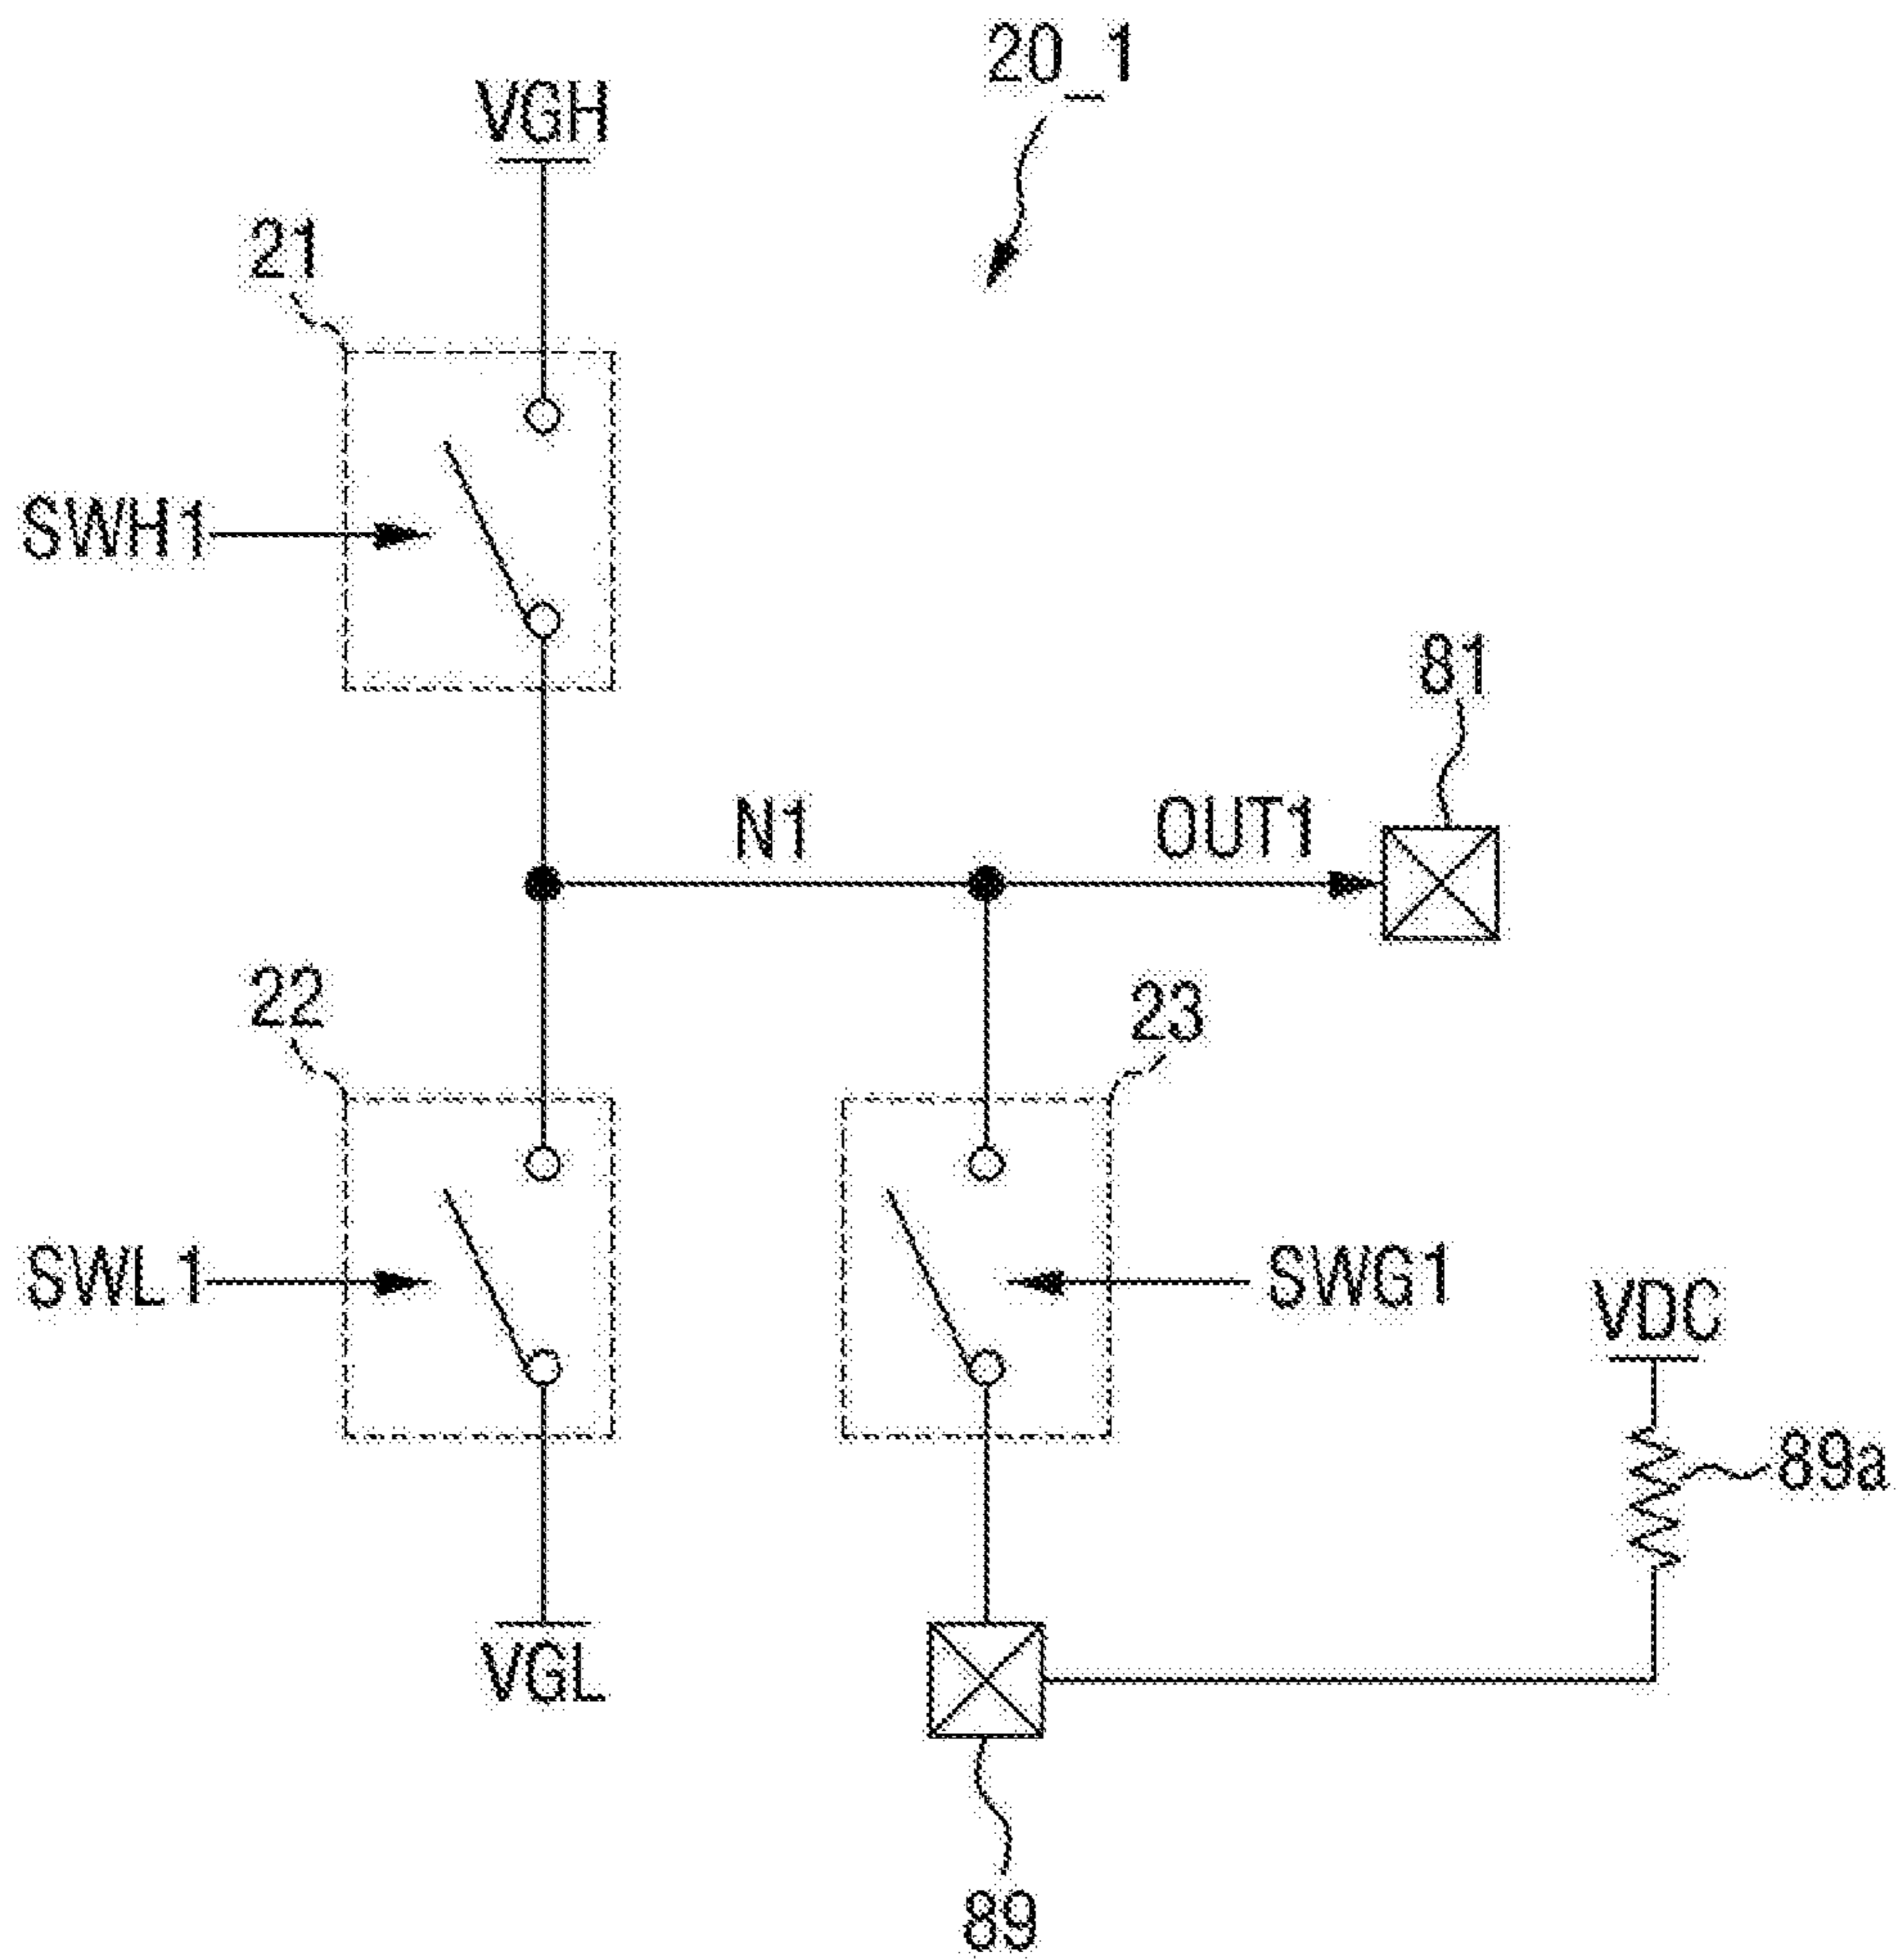 20_1
VGH
21
SWH1
81
N1
OUT1
22
23
SWL1
SWG1
VDC
89a
VGL
89